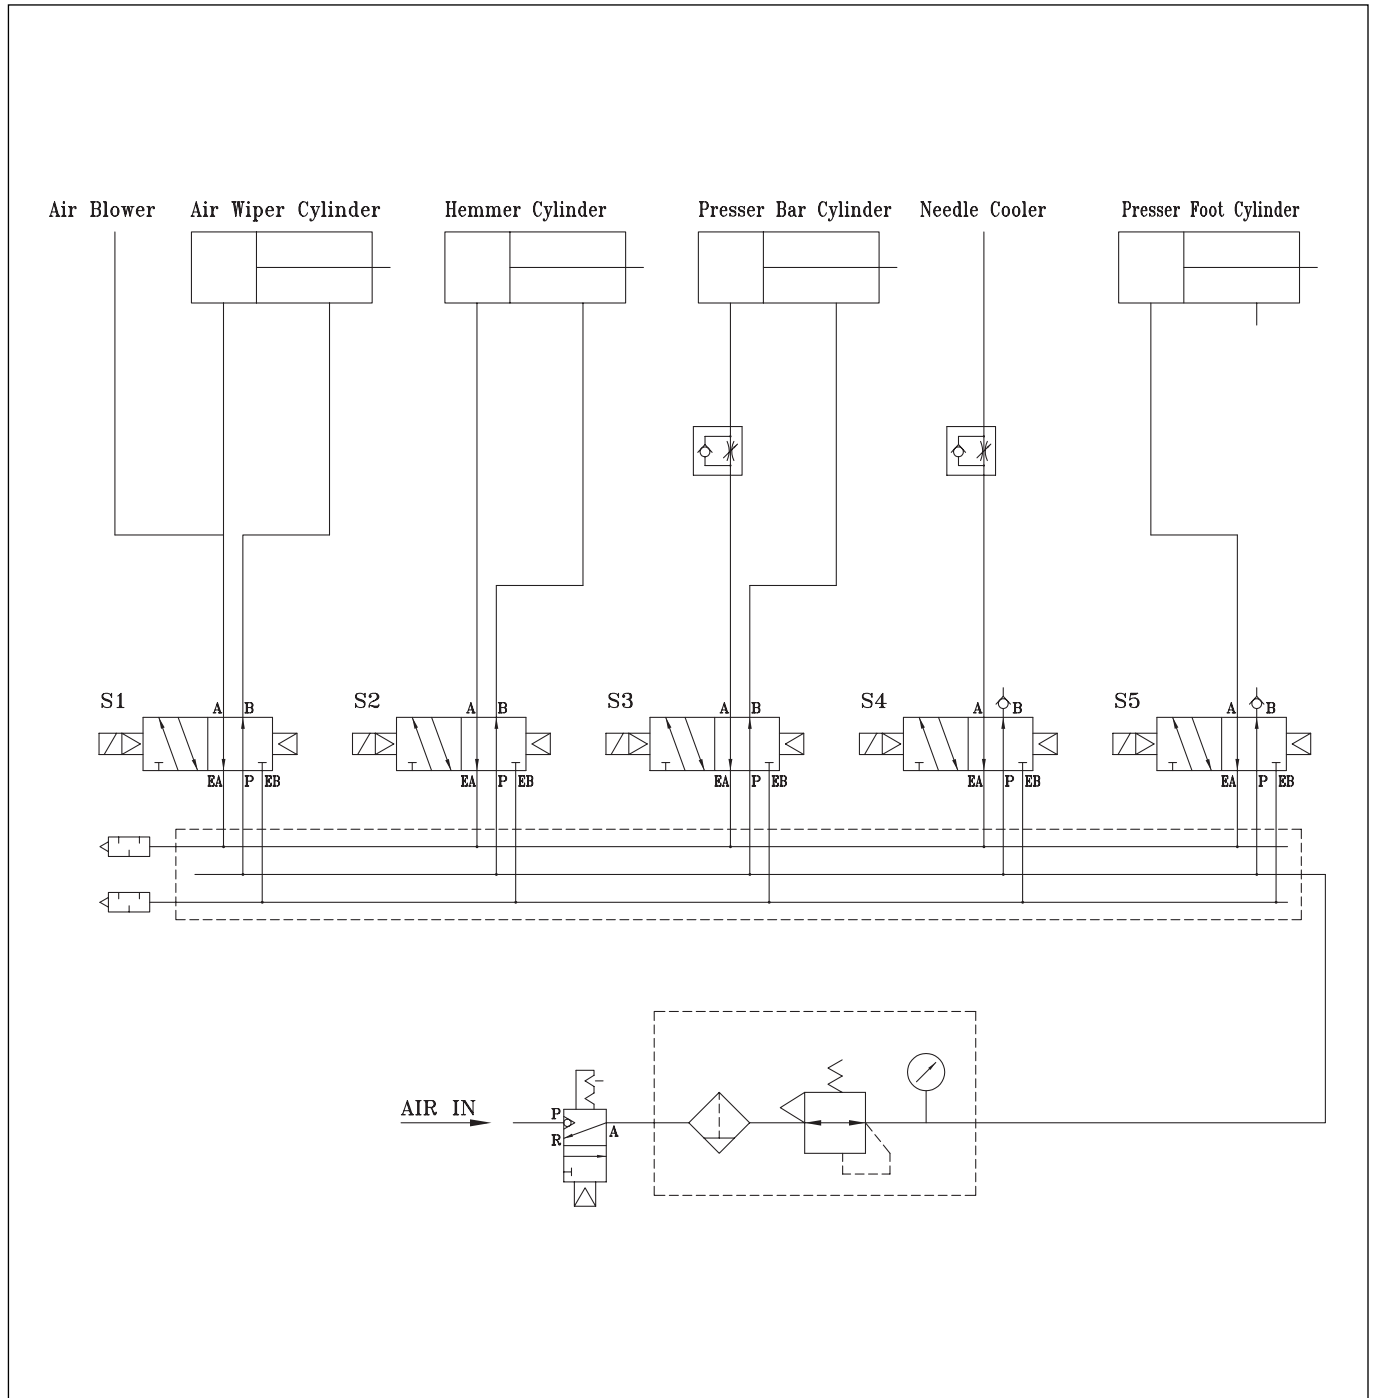 Air Blower Air Wiper Cylinder Hemmer Cylinder Presser Bar Cylinder Needle Cooler Presser Foot Cylinder
S1 A B S2 A B S3 A B S4 A B S5 A B
EA P EB EA P EB EA P EB EA P EB EA P EB
AIR IN P
R A